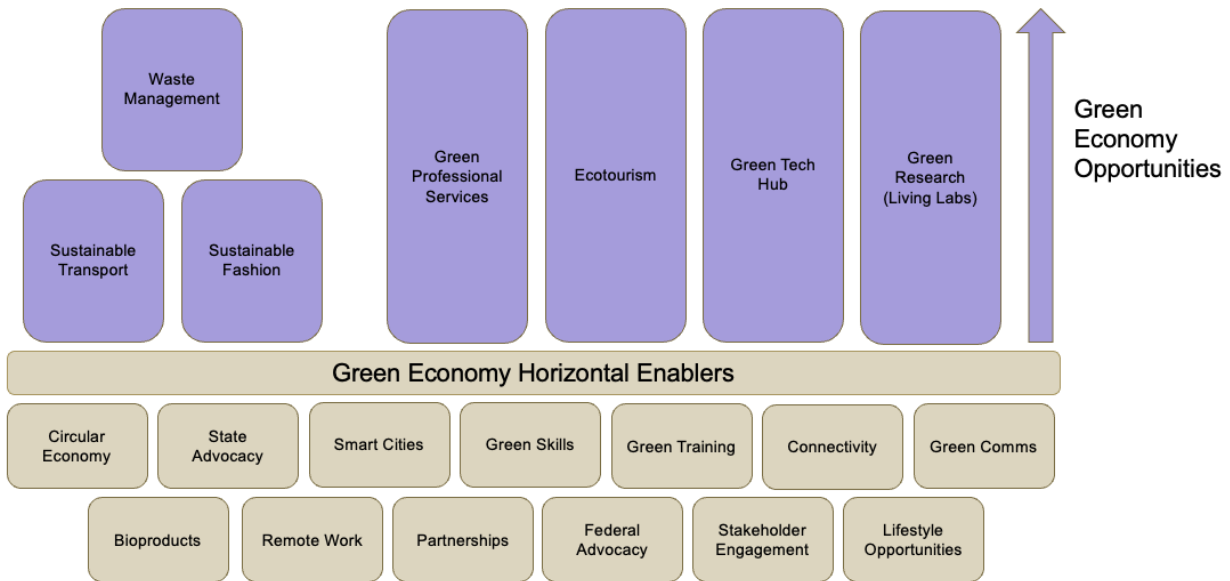 Waste
Management
Green
Professional
Services
Ecotourism
Green Tech
Hub
Green
Research
(Living Labs)
Green
Economy
Opportunities
Sustainable
Transport
Sustainable
Fashion
Green Economy Horizontal Enablers
Circular
Economy
State
Advocacy
Smart Cities
Green Skills
Green Training
Connectivity
Green Comms
Bioproducts
Remote Work
Partnerships
Federal
Advocacy
Stakeholder
Engagement
Lifestyle
Opportunities